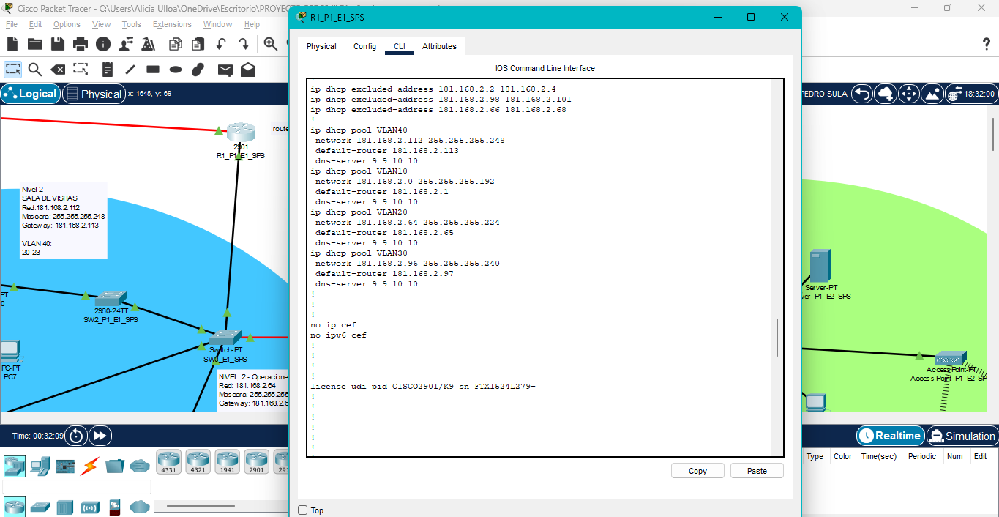 Cisco Packet Tracer - C:\Users\Alicia Ulloa\OneDrive\Escritorio\PROYECTO
File Edit Options View Tools Extensions Window Help
Logical
Physical
x: 1645, y: 69
PEDRO SULA
18:32:00
R1_P1_E1_SPS
Physical Config CLI Attributes
IOS Command Line Interface
!
ip dhcp excluded-address 181.168.2.2 181.168.2.4
ip dhcp excluded-address 181.168.2.98 181.168.2.101
ip dhcp excluded-address 181.168.2.66 181.168.2.68
!
ip dhcp pool VLAN40
network 181.168.2.112 255.255.255.248
default-router 181.168.2.113
dns-server 9.9.10.10
ip dhcp pool VLAN10
network 181.168.2.0 255.255.255.192
default-router 181.168.2.1
dns-server 9.9.10.10
ip dhcp pool VLAN20
network 181.168.2.64 255.255.255.224
default-router 181.168.2.65
dns-server 9.9.10.10
ip dhcp pool VLAN30
network 181.168.2.96 255.255.255.240
default-router 181.168.2.97
dns-server 9.9.10.10
!
!
!
no ip cef
no ipv6 cef
!
!
!
!
license udi pid CISCO2901/K9 sn FTX1524L279-
!
!
!
!
!
!
Copy
Paste
Top
route
2901
R1_P1_E1_SPS
NIvel 2
SALA DE VISITAS
Red:181.168.2.112
Mascara: 255.255.255.248
Gateway: 181.168.2.113
VLAN 40:
20-23
PT
0
2960-24TT
SW2_P1_E1_SPS
Switch-PT
SW0_E1_SPS
PC-PT
PC7
NIVEL 2 - Operacione
Red: 181.168.2.64
Mascara: 255.255.255
Gateway: 181.168.2.6
Server-PT
ver_P1_E2_SPS
Access Point-PT
Access Point_P1_E2_SP
Time: 00:32:09
Realtime
Simulation
4331 4321 1941 2901 291
Type Color Time(sec) Periodic Num Edit